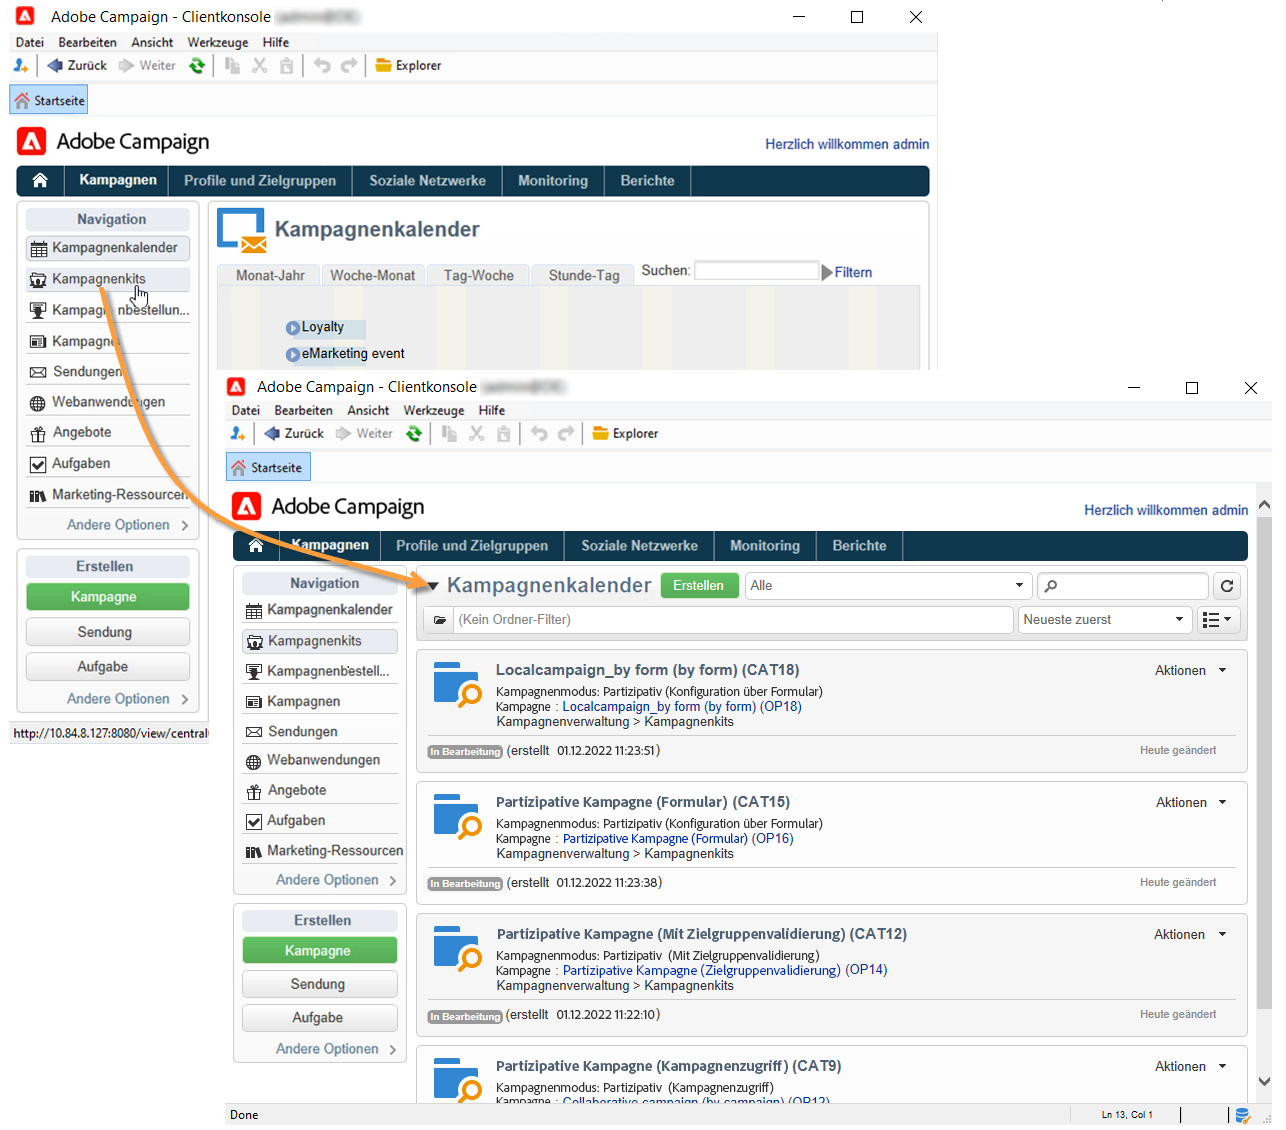 Adobe Campaign - Clientkonsole
Datei Bearbeiten Ansicht Werkzeuge Hilfe
Zurück Weiter Explorer
Startseite
Adobe Campaign
Herzlich willkommen admin
Kampagnen Profile und Zielgruppen Soziale Netzwerke Monitoring Berichte
Navigation
Kampagnenkalender
Kampagnenkits
Kampagn nbestellun...
Kampagne
Sendungen
Webanwendungen
Angebote
Aufgaben
Marketing-Ressourcen
Andere Optionen
Erstellen
Kampagne
Sendung
Aufgabe
Andere Optionen
http://10.84.8.127:8080/view/central
Kampagnenkalender
Monat-Jahr Woche-Monat Tag-Woche Stunde-Tag Suchen: Filtern
Loyalty
eMarketing event
Adobe Campaign - Clientkonsole
Datei Bearbeiten Ansicht Werkzeuge Hilfe
Zurück Weiter Explorer
Startseite
Adobe Campaign
Herzlich willkommen admin
Kampagnen Profile und Zielgruppen Soziale Netzwerke Monitoring Berichte
Navigation
Kampagnenkalender
Kampagnenkits
Kampagnenbestell...
Kampagnen
Sendungen
Webanwendungen
Angebote
Aufgaben
Marketing-Ressourcen
Andere Optionen
Erstellen
Kampagne
Sendung
Aufgabe
Andere Optionen
Kampagnenkalender Erstellen Alle
(Kein Ordner-Filter) Neueste zuerst
Localcampaign_by form (by form) (CAT18) Aktionen
Kampagnenmodus: Partizipativ (Konfiguration über Formular)
Kampagne : Localcampaign_by form (by form) (OP18)
Kampagnenverwaltung > Kampagnenkits
In Bearbeitung (erstellt 01.12.2022 11:23:51) Heute geändert
Partizipative Kampagne (Formular) (CAT15) Aktionen
Kampagnenmodus: Partizipativ (Konfiguration über Formular)
Kampagne : Partizipative Kampagne (Formular) (OP16)
Kampagnenverwaltung > Kampagnenkits
In Bearbeitung (erstellt 01.12.2022 11:23:38) Heute geändert
Partizipative Kampagne (Mit Zielgruppenvalidierung) (CAT12) Aktionen
Kampagnenmodus: Partizipativ (Mit Zielgruppenvalidierung)
Kampagne : Partizipative Kampagne (Zielgruppenvalidierung) (OP14)
Kampagnenverwaltung > Kampagnenkits
In Bearbeitung (erstellt 01.12.2022 11:22:10) Heute geändert
Partizipative Kampagne (Kampagnenzugriff) (CAT9) Aktionen
Kampagnenmodus: Partizipativ (Kampagnenzugriff)
Kampagne : Collaborative campaign (by campaign) (OP12)
Done Ln 13, Col 1